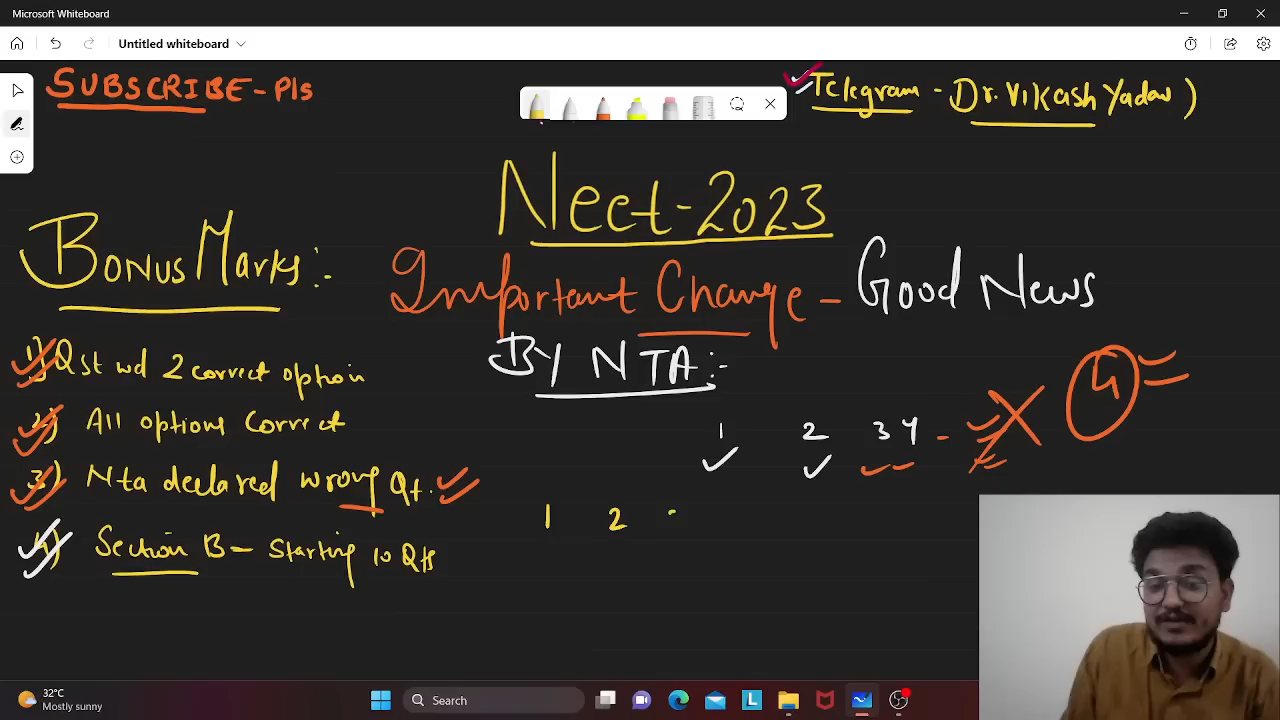 Microsoft Whiteboard
Untitled whiteboard
SUBSCRIBE-Pls
Telegram - Dr.Vikash Yadav)
Neet-2023
Bonus Marks:-
Important Change - Good News
BY NTA:-
1) Qst wd 2 correct option
2) All options Correct
3) Nta declared wrong Qt.
4) Section B - Starting 10 Qts
1 2 3 4 -
4
1 2 -
32°C
Mostly sunny
Search